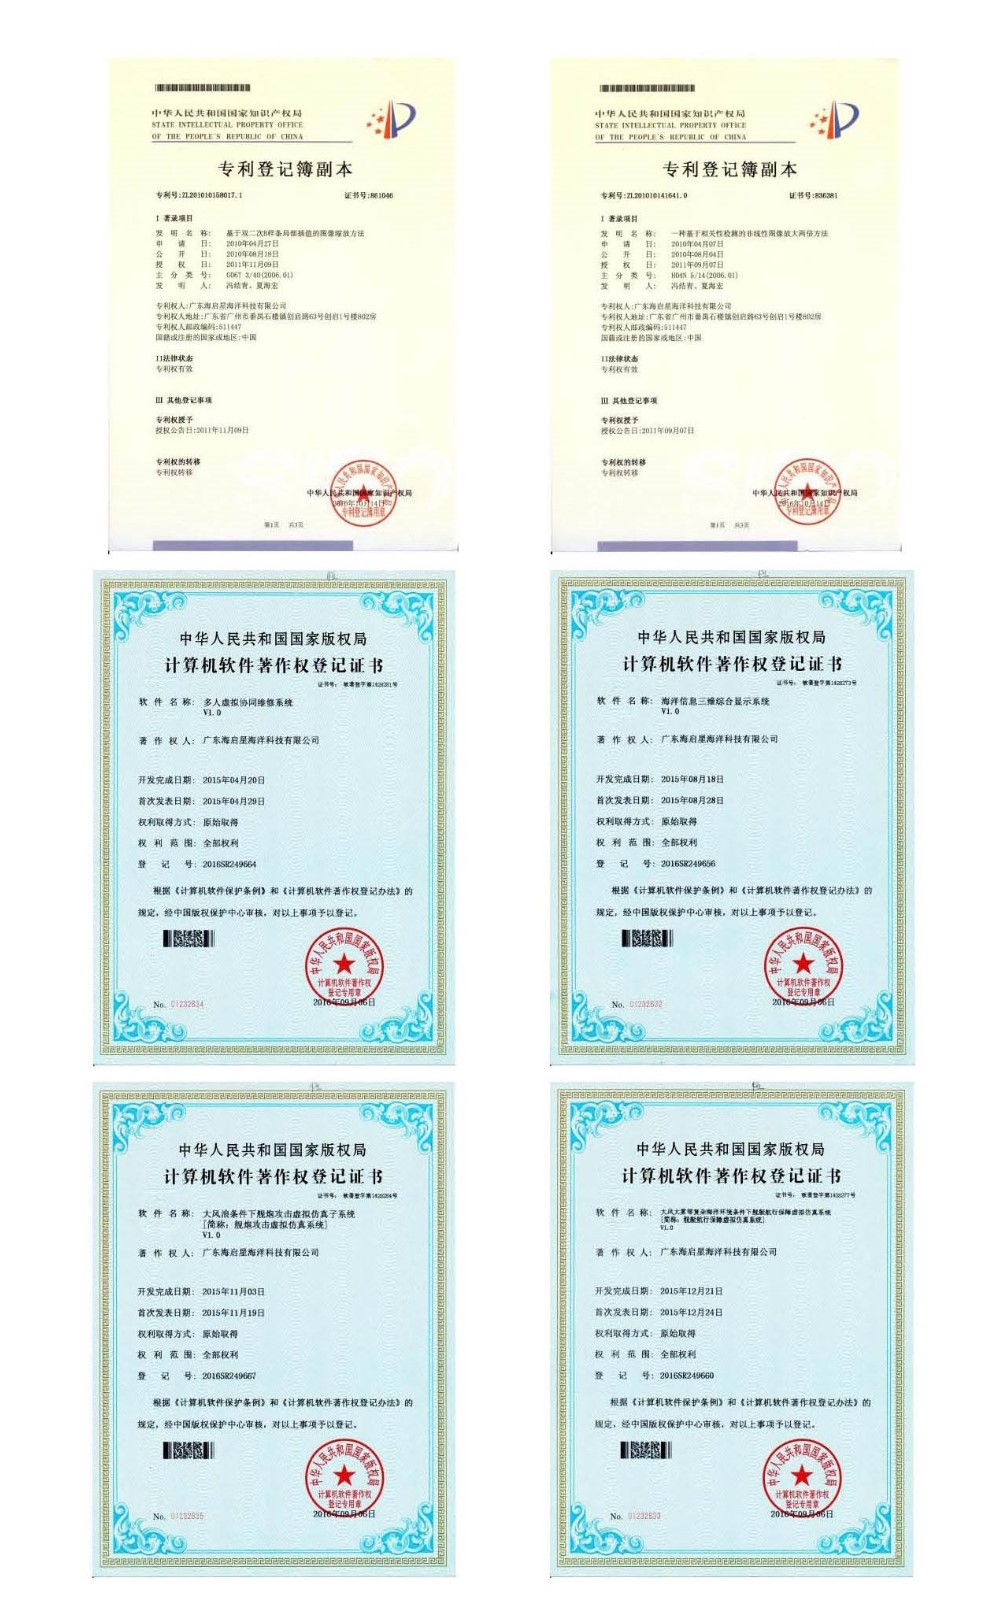 中华人民共和国国家知识产权局
STATE INTELLECTUAL PROPERTY OFFICE
OF THE PEOPLE'S REPUBLIC OF CHINA
专利登记簿副本
专利号:ZL201010158017.1 证书号:861046
I 著录项目
发明名称: 基于双二次B样条局部插值的图像缩放方法
申请日: 2010年04月27日
公开日: 2010年08月18日
授权日: 2011年11月09日
主分类号: G06T 3/40(2006.01)
发明人: 冯结青、夏海宏
专利权人:广东海启星海洋科技有限公司
专利权人地址:广东省广州市番禺石楼镇创启路63号创启1号楼802房
专利权人邮政编码:511447
国籍或注册的国家或地区:中国
II法律状态
专利权有效
III 其他登记事项
专利权授予
授权公告日:2011年11月09日
专利权的转移
专利权转移
中华人民共和国国家知识产权局
2016年10月14日
专利登记簿用章
第1页 共3页
中华人民共和国国家知识产权局
STATE INTELLECTUAL PROPERTY OFFICE
OF THE PEOPLE'S REPUBLIC OF CHINA
专利登记簿副本
专利号:ZL201010141641.0 证书号:836381
I 著录项目
发明名称: 一种基于相关性检测的非线性图像放大两倍方法
申请日: 2010年04月07日
公开日: 2010年08月04日
授权日: 2011年09月07日
主分类号: H04N 5/14(2006.01)
发明人: 冯结青、夏海宏
专利权人:广东海启星海洋科技有限公司
专利权人地址:广东省广州市番禺石楼镇创启路63号创启1号楼802房
专利权人邮政编码:511447
国籍或注册的国家或地区:中国
II法律状态
专利权有效
III 其他登记事项
专利权授予
授权公告日:2011年09月07日
专利权的转移
专利权转移
中华人民共和国国家知识产权局
2016年10月14日
专利登记簿用章
第1页 共3页
中华人民共和国国家版权局
计算机软件著作权登记证书
证书号: 软著登字第1428281号
软件名称: 多人虚拟协同维修系统
V1.0
著作权人: 广东海启星海洋科技有限公司
开发完成日期: 2015年04月20日
首次发表日期: 2015年04月29日
权利取得方式: 原始取得
权利范围: 全部权利
登记号: 2016SR249664
根据《计算机软件保护条例》和《计算机软件著作权登记办法》的
规定，经中国版权保护中心审核，对以上事项予以登记。
中华人民共和国国家版权局
计算机软件著作权
登记专用章
No. 01232634 2016年09月06日
中华人民共和国国家版权局
计算机软件著作权登记证书
证书号: 软著登字第1428273号
软件名称: 海洋信息三维综合显示系统
V1.0
著作权人: 广东海启星海洋科技有限公司
开发完成日期: 2015年08月18日
首次发表日期: 2015年08月28日
权利取得方式: 原始取得
权利范围: 全部权利
登记号: 2016SR249656
根据《计算机软件保护条例》和《计算机软件著作权登记办法》的
规定，经中国版权保护中心审核，对以上事项予以登记。
中华人民共和国国家版权局
计算机软件著作权
登记专用章
No. 01232632 2016年09月06日
中华人民共和国国家版权局
计算机软件著作权登记证书
证书号: 软著登字第1428284号
软件名称: 大风浪条件下舰炮攻击虚拟仿真子系统
[简称: 舰炮攻击虚拟仿真系统]
V1.0
著作权人: 广东海启星海洋科技有限公司
开发完成日期: 2015年11月03日
首次发表日期: 2015年11月19日
权利取得方式: 原始取得
权利范围: 全部权利
登记号: 2016SR249667
根据《计算机软件保护条例》和《计算机软件著作权登记办法》的
规定，经中国版权保护中心审核，对以上事项予以登记。
中华人民共和国国家版权局
计算机软件著作权
登记专用章
No. 01232635 2016年09月06日
中华人民共和国国家版权局
计算机软件著作权登记证书
证书号: 软著登字第1428277号
软件名称: 大风大雾等复杂海洋环境条件下舰艇航行保障虚拟仿真系统
[简称: 舰艇航行保障虚拟仿真系统]
V1.0
著作权人: 广东海启星海洋科技有限公司
开发完成日期: 2015年12月21日
首次发表日期: 2015年12月24日
权利取得方式: 原始取得
权利范围: 全部权利
登记号: 2016SR249660
根据《计算机软件保护条例》和《计算机软件著作权登记办法》的
规定，经中国版权保护中心审核，对以上事项予以登记。
中华人民共和国国家版权局
计算机软件著作权
登记专用章
No. 01232633 2016年09月06日